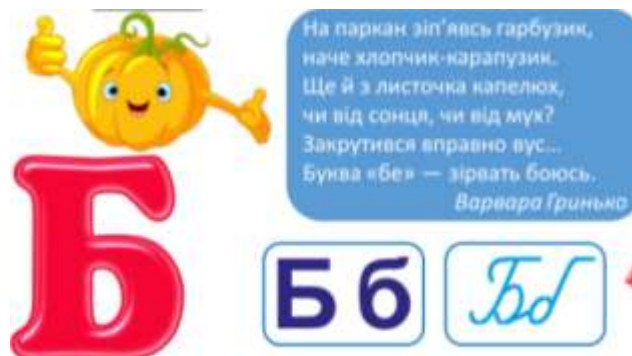 На паркан зіп'явсь гарбузик,
наче хлопчик-карапузик.
Ще й з листочка капелюх,
чи від сонця, чи від мух?
Закрутився вправно вус...
Буква «бе» — зірвать боюсь.
Варвара Гринько
Б
Б б
Бб